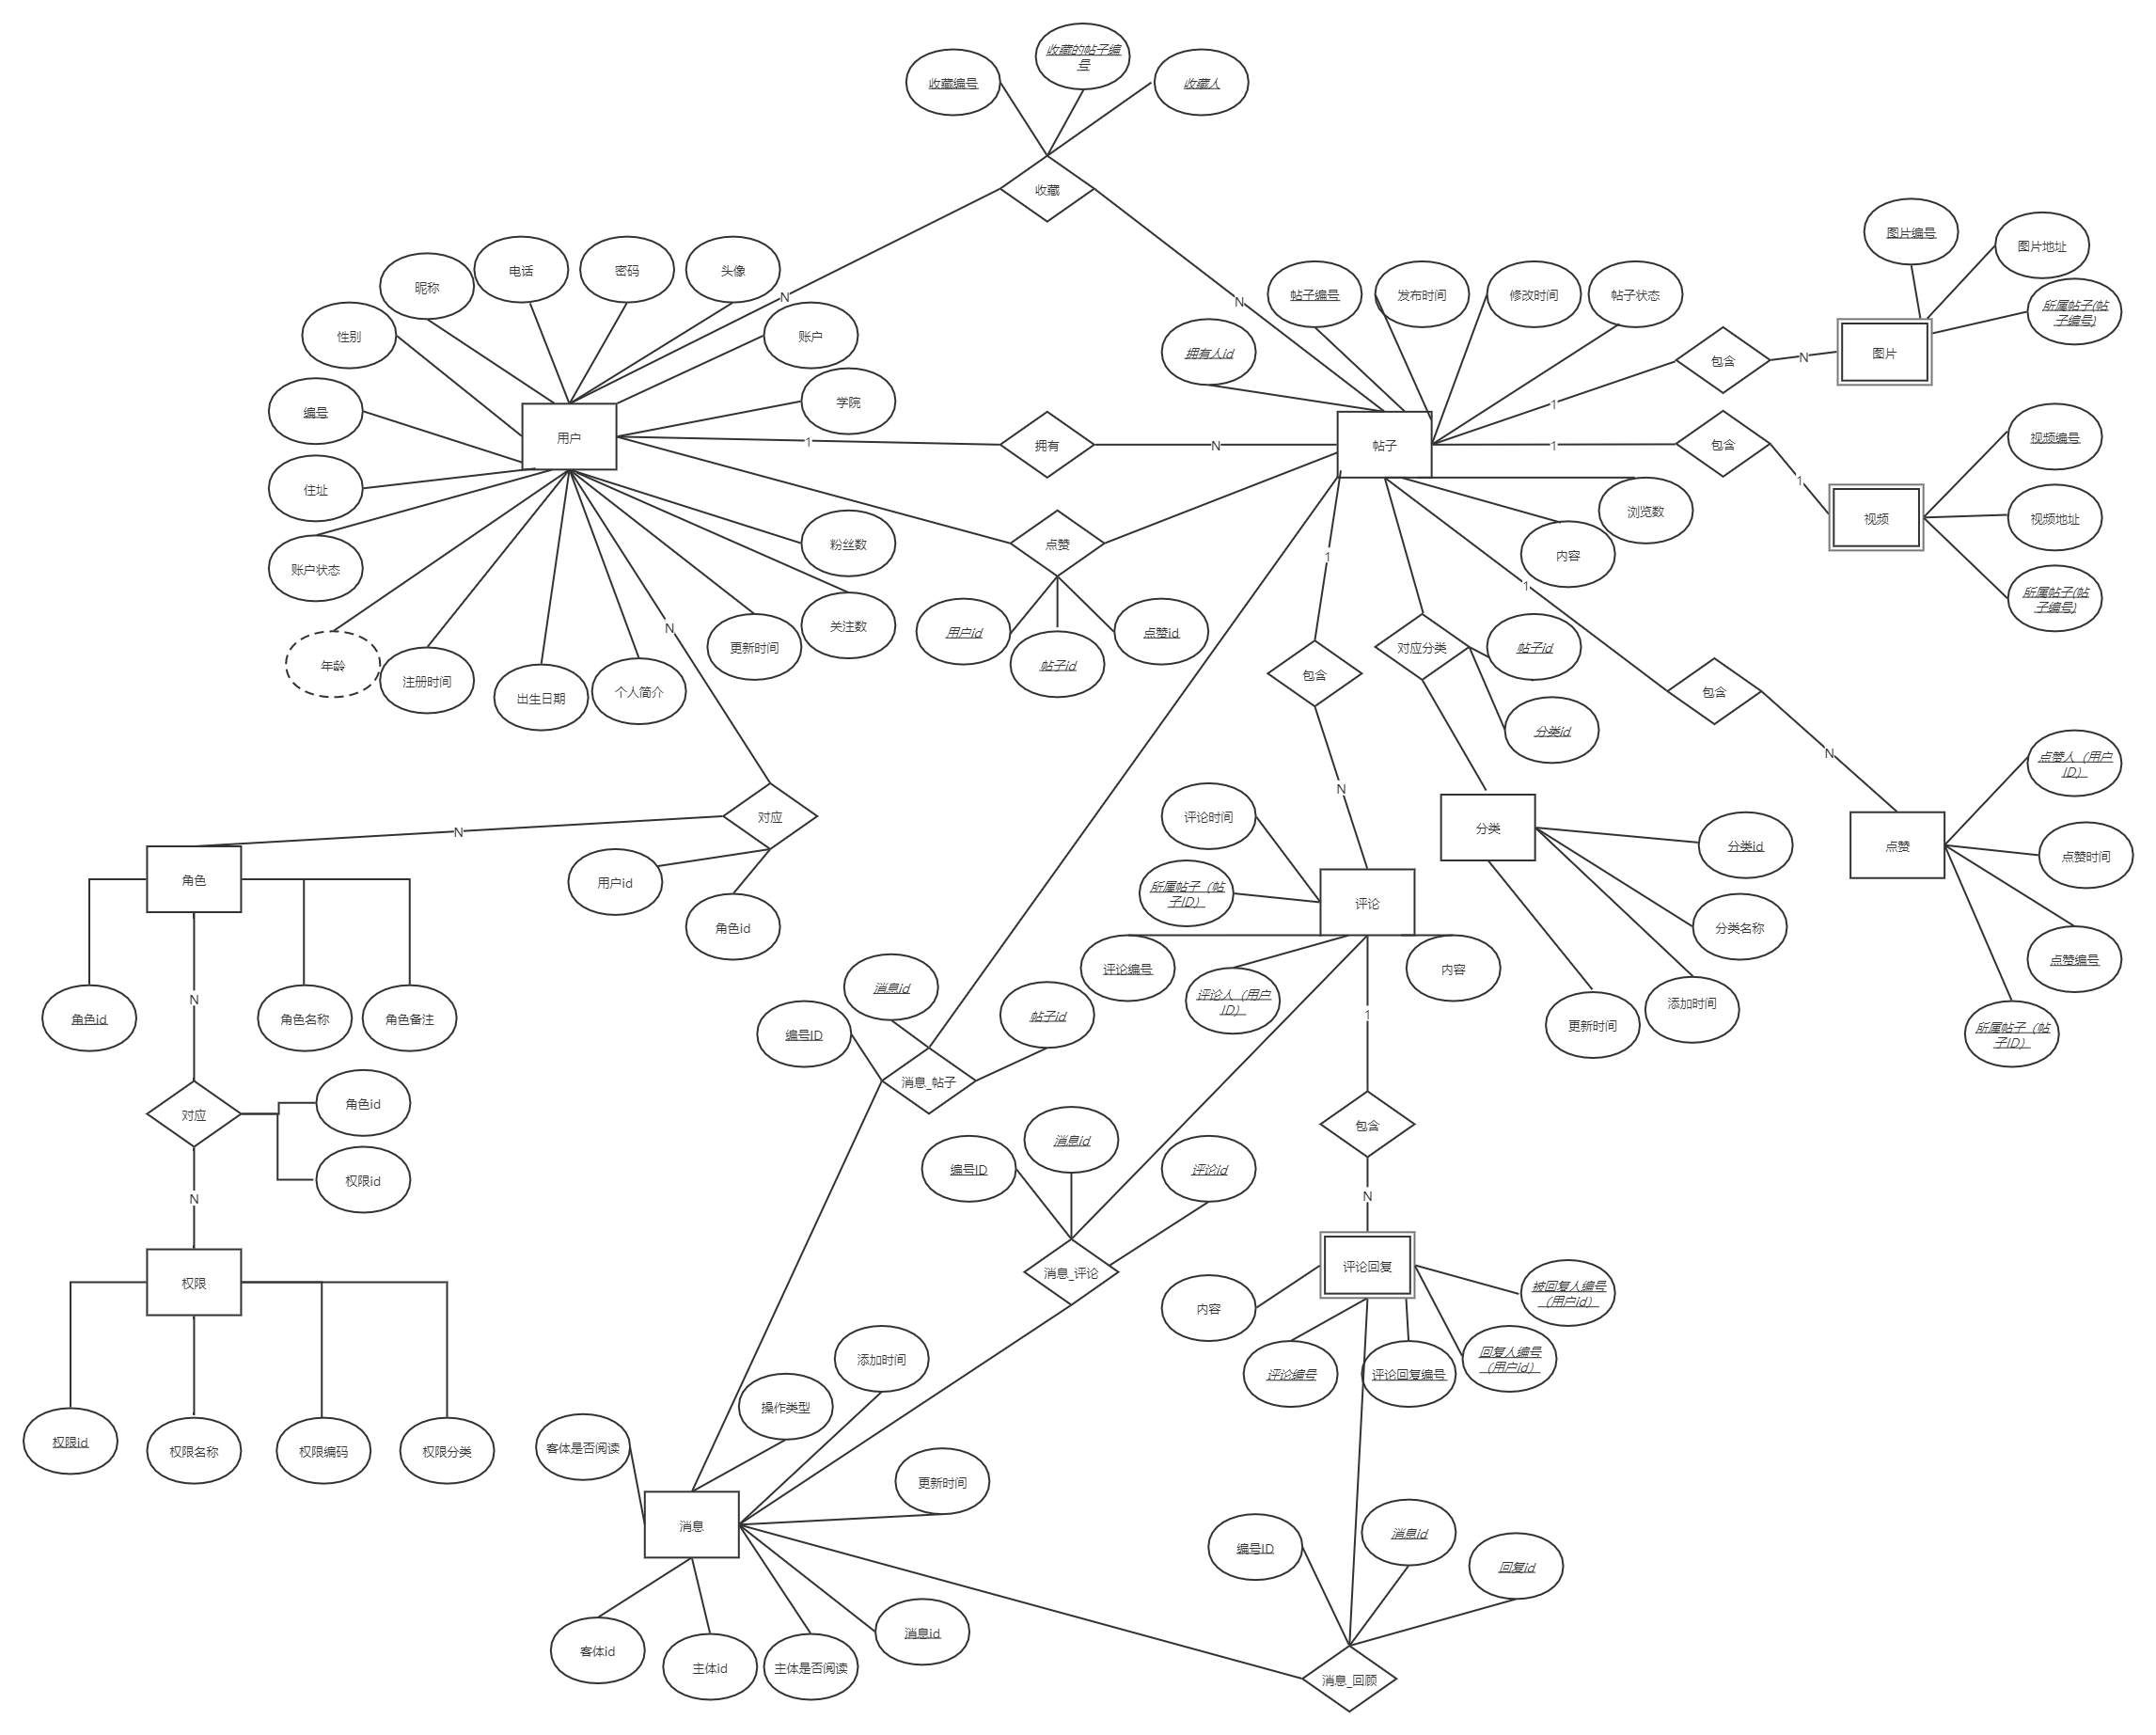 收藏的帖子编
号
收藏编号
收藏人
收藏
图片编号
图片地址
所属帖子(帖
子编号)
图片
电话
密码
头像
昵称
N
N
帖子编号
发布时间
修改时间
帖子状态
性别
账户
拥有人id
包含
N
1
编号
学院
用户
1
拥有
N
帖子
1
包含
1
视频编号
视频
视频地址
所属帖子(帖
子编号)
住址
浏览数
粉丝数
点赞
内容
账户状态
1
1
关注数
N
用户id
点赞id
帖子id
更新时间
对应分类
帖子id
年龄
注册时间
出生日期
个人简介
包含
包含
分类id
N
点赞人（用户
ID）
N
评论时间
对应
N
分类
分类id
点赞
点赞时间
角色
用户id
所属帖子（帖
子ID）
评论
角色id
分类名称
点赞编号
评论编号
评论人（用户
ID）
内容
消息id
N
添加时间
更新时间
1
帖子id
编号ID
所属帖子（帖
子ID）
角色id
角色名称
角色备注
消息_帖子
角色id
对应
包含
消息id
编号ID
评论id
权限id
N
N
消息_评论
评论回复
权限
被回复人编号
（用户id）
内容
回复人编号
（用户id）
评论编号
评论回复编号
添加时间
操作类型
权限id
权限名称
权限编码
权限分类
客体是否阅读
更新时间
消息
编号ID
消息id
回复id
消息id
客体id
主体id
主体是否阅读
消息_回顾